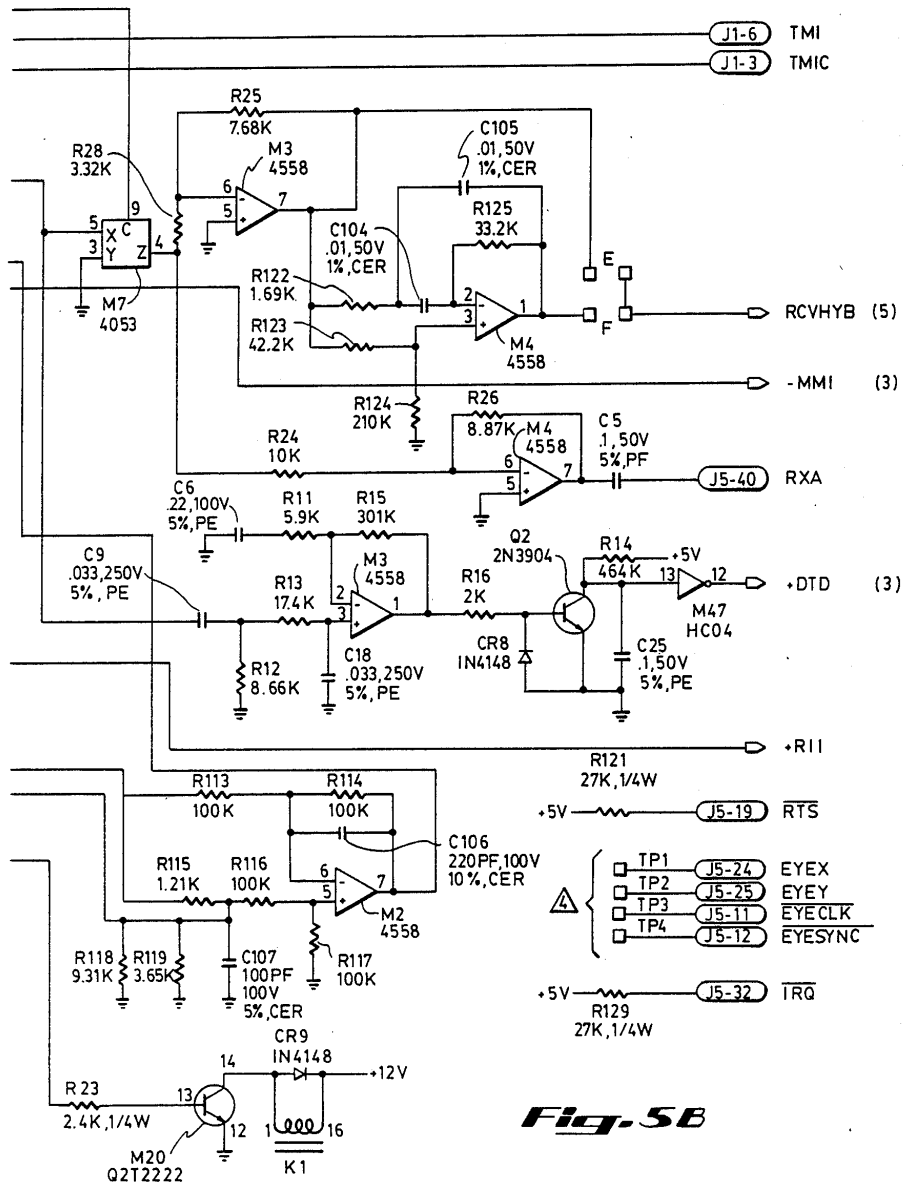 J1-6 TMI
J1-3 TMIC
R25
7.68K
C105
.01,50V
1%,CER
R28
3.32K
M3
4558
9
6
-
7
5
+
C104
.01,50V
1%,CER
R125
33.2K
5
X
C
3
Y
Z
4
M7
4053
R122
1.69K
2
-
1
3
+
M4
4558
R123
42.2K
E
F
RCVHYB (5)
-MMI (3)
R124
210K
R26
8.87K
M4
4558
C5
.1,50V
5%,PF
R24
10K
6
-
7
5
+
J5-40 RXA
C6
.22,100V
5%,PE
R11
5.9K
R15
301K
C9
.033,250V
5%,PE
M3
4558
R13
17.4K
2
-
1
3
+
R16
2K
Q2
2N3904
R14
464K
+5V
13
12
+DTD (3)
M47
HC04
R12
8.66K
C18
.033,250V
5%,PE
CR8
IN4148
C25
.1,50V
5%,PE
+RII
R121
27K,1/4W
R113
100K
R114
100K
+5V
J5-19 RTS
C106
220PF,100V
10%,CER
R115
1.21K
R116
100K
6
-
7
5
+
M2
4558
4
TP1 J5-24 EYEX
TP2 J5-25 EYEY
TP3 J5-11 EYECLK
TP4 J5-12 EYESYNC
R118
9.31K
R119
3.65K
C107
100PF
100V
5%,CER
R117
100K
+5V
J5-32 IRQ
R129
27K,1/4W
CR9
IN4148
14
+12V
R23
2.4K,1/4W
13
12
1
16
K1
M20
Q2T2222
Fig. 5B